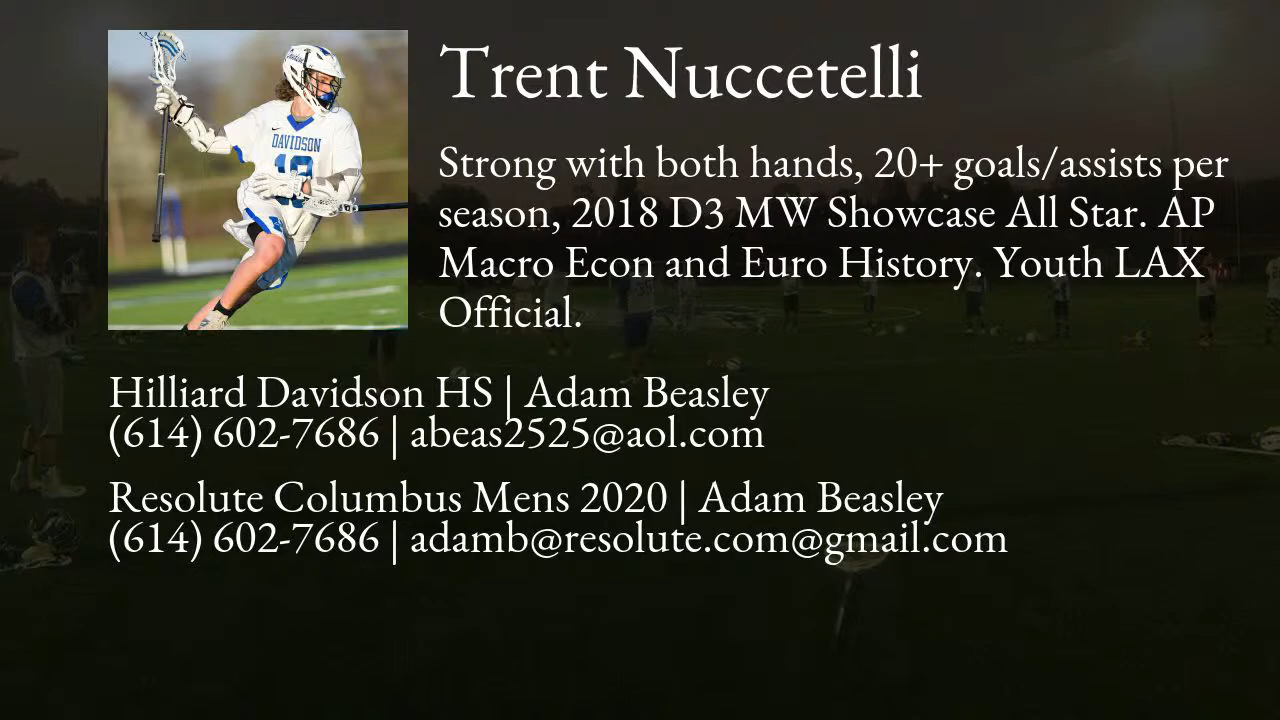 Trent Nuccetelli
Strong with both hands, 20+ goals/assists per
season, 2018 D3 MW Showcase All Star. AP
Macro Econ and Euro History. Youth LAX
Official.
DAVIDSON
Hilliard Davidson HS | Adam Beasley
(614) 602-7686 | abeas2525@aol.com
Resolute Columbus Mens 2020 | Adam Beasley
(614) 602-7686 | adamb@resolute.com@gmail.com